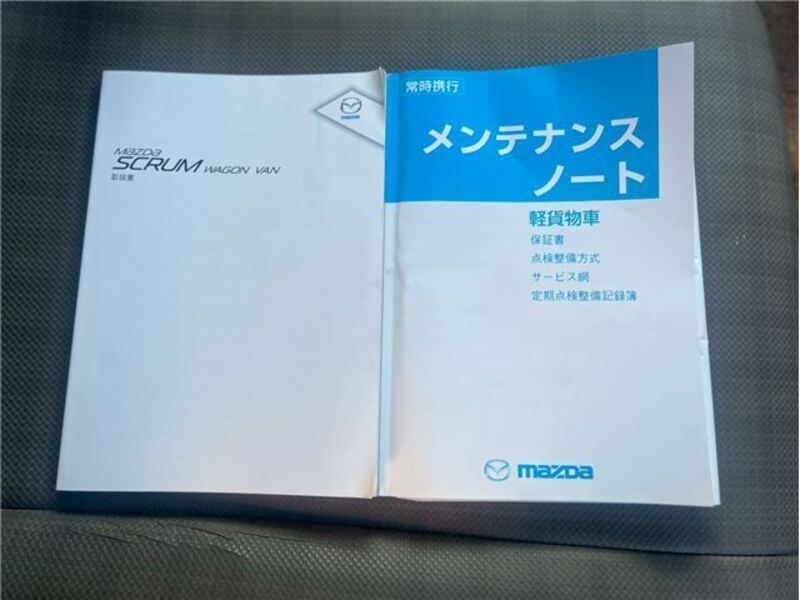 mazda
MAZDA
SCRUM WAGON VAN
取扱書
常時携行
メンテナンス
ノート
軽貨物車
保証書
点検整備方式
サービス網
定期点検整備記録簿
mazda